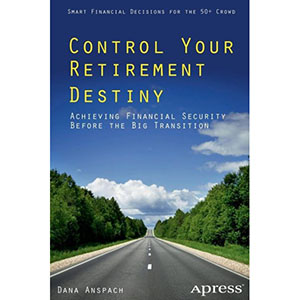 Smart Financial Decisions for the 50+ Crowd
Control Your
Retirement
Destiny
Achieving Financial Security
Before the Big Transition
Dana Anspach
Apress®